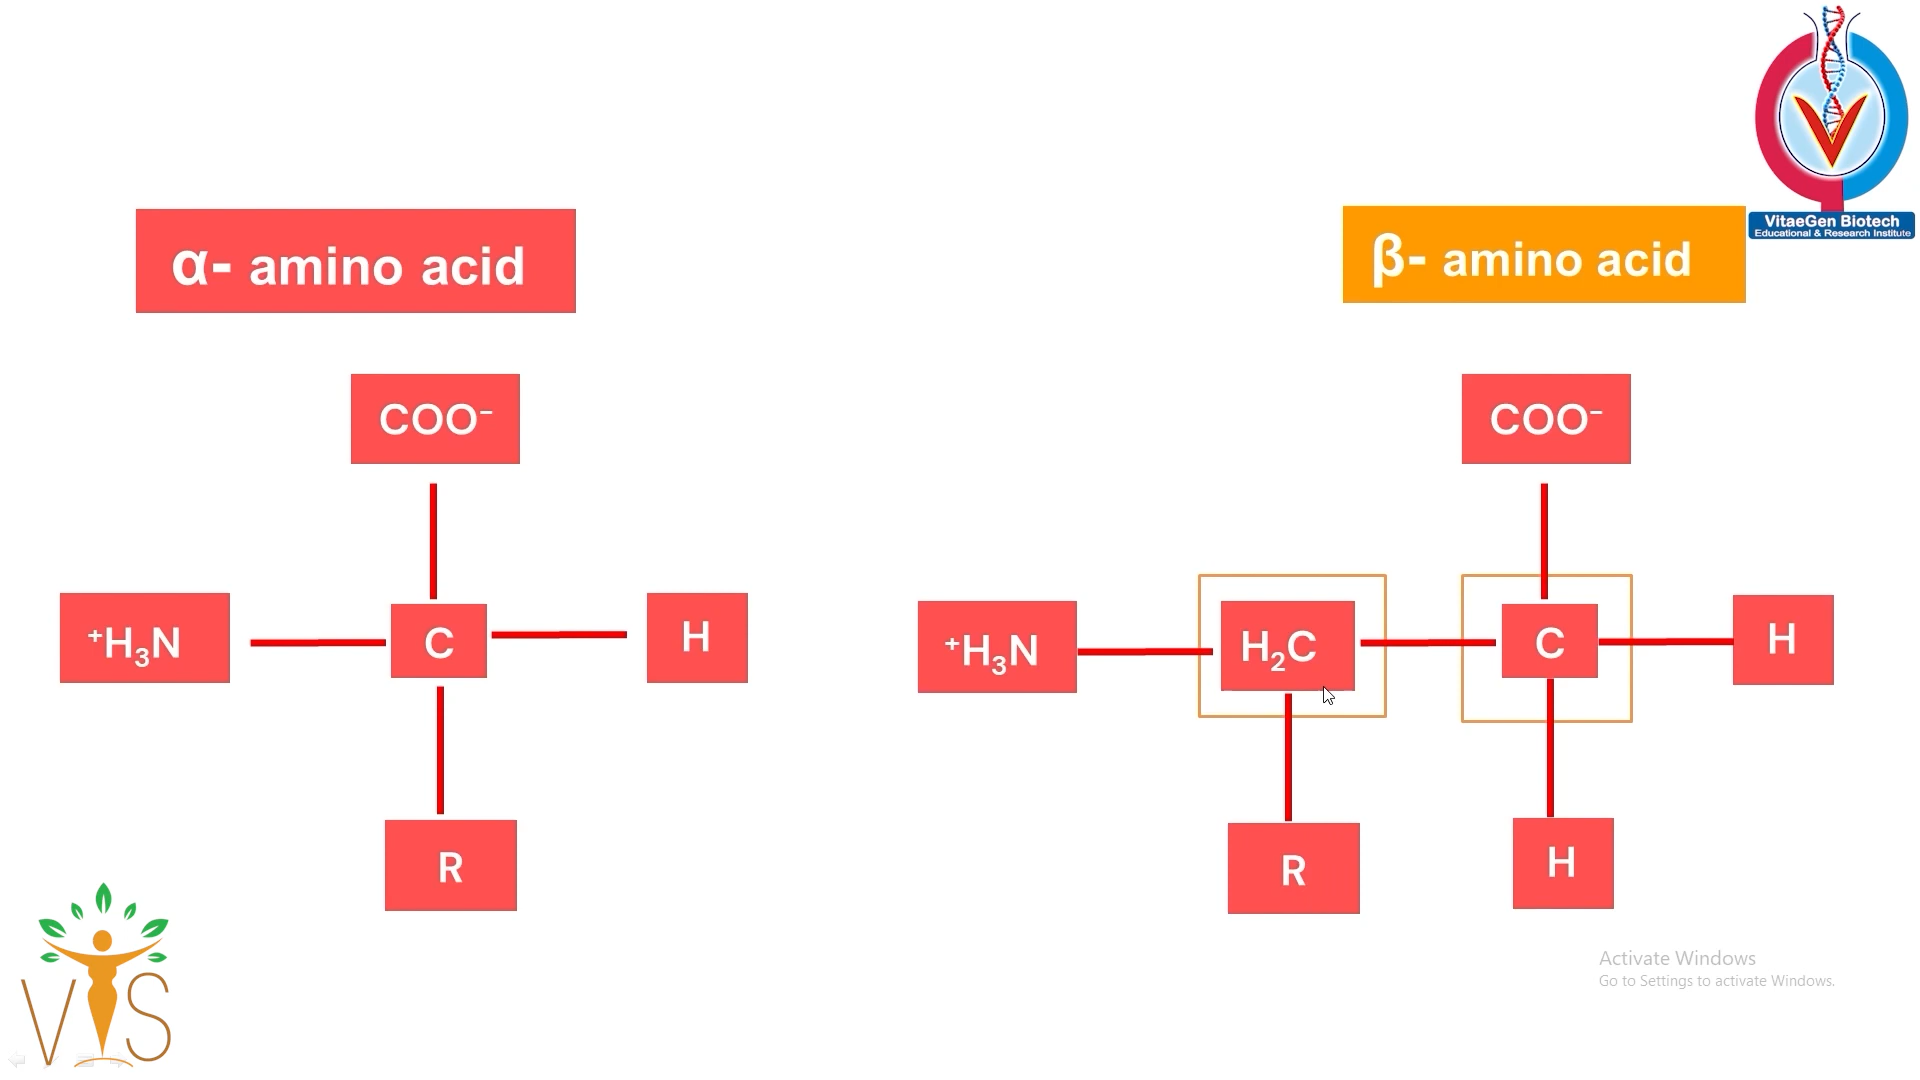 VitaeGen Biotech
Educational & Research Institute
α- amino acid
β- amino acid
COO⁻
COO⁻
⁺H₃N
C
H
⁺H₃N
H₂C
C
H
R
R
H
V S
Activate Windows
Go to Settings to activate Windows.